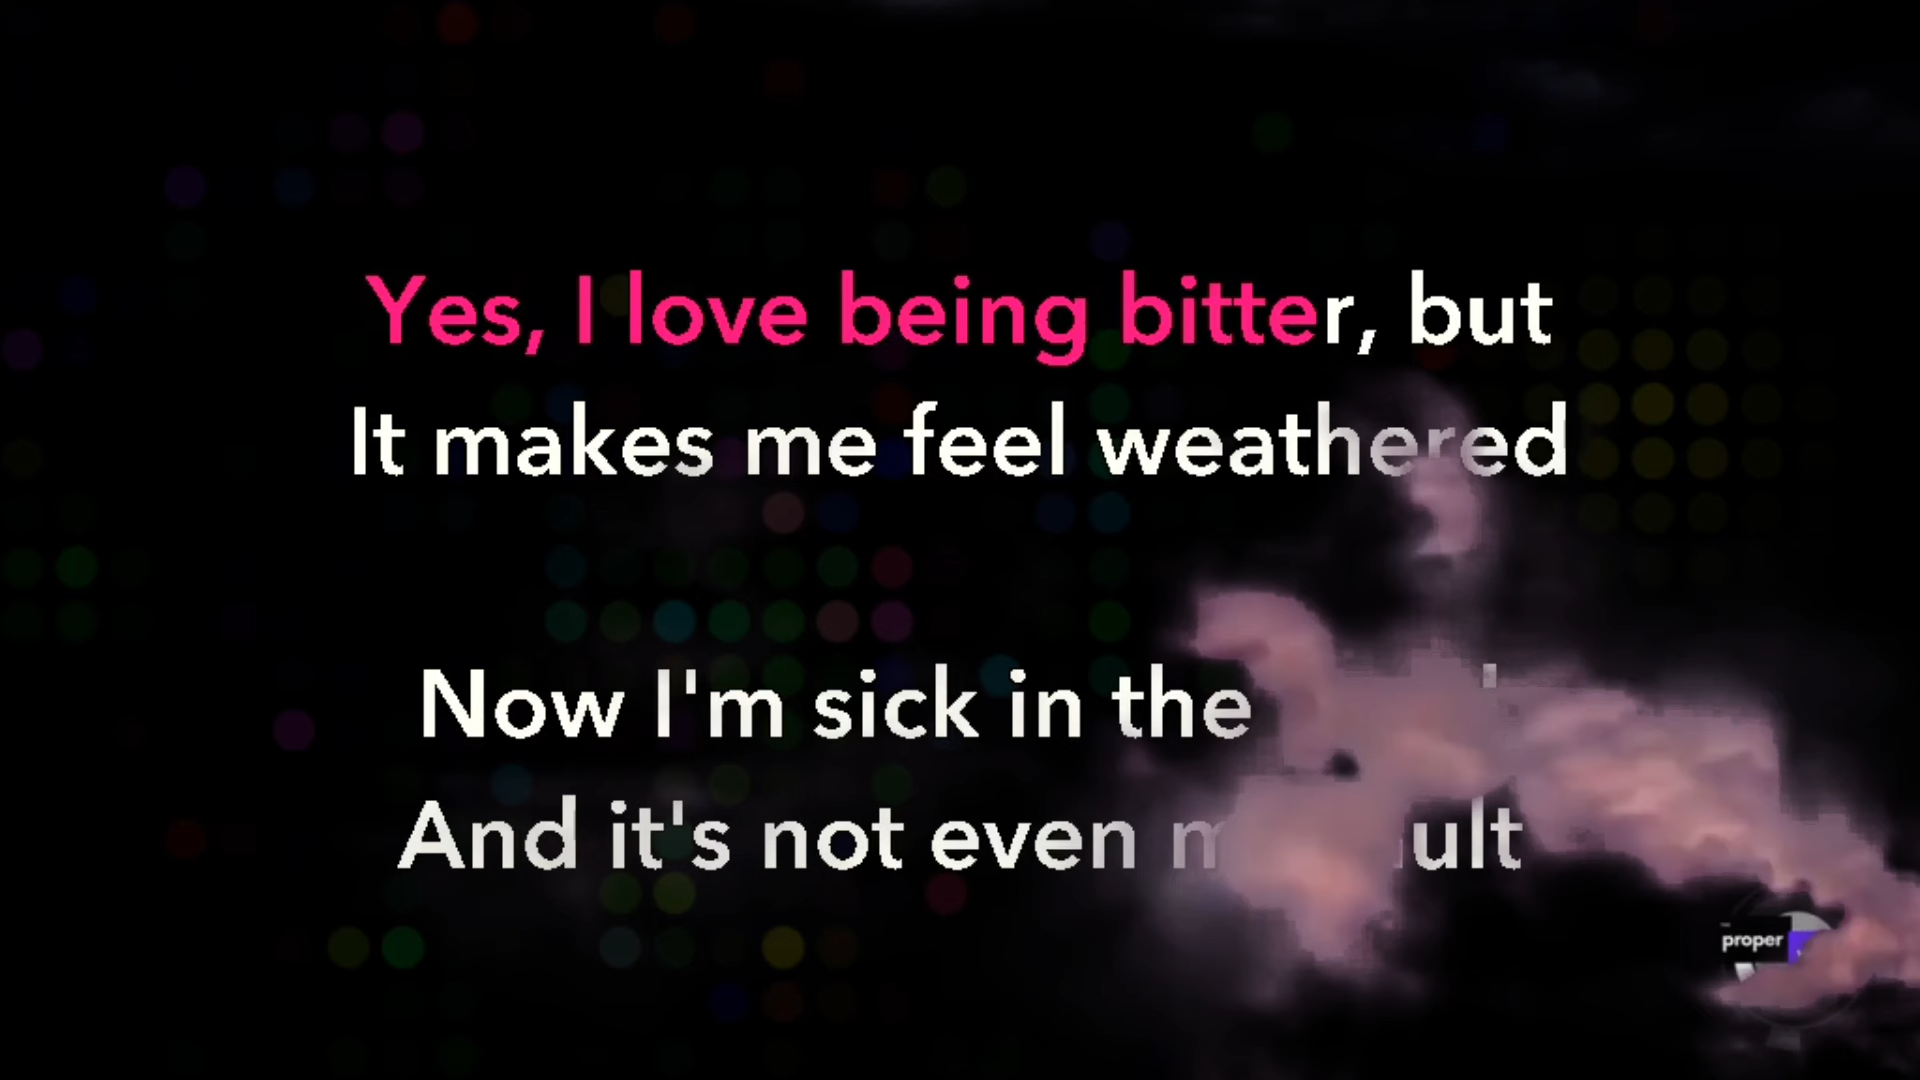 Yes, I love being bitter, but
It makes me feel weathered
Now I'm sick in the
And it's not even
proper